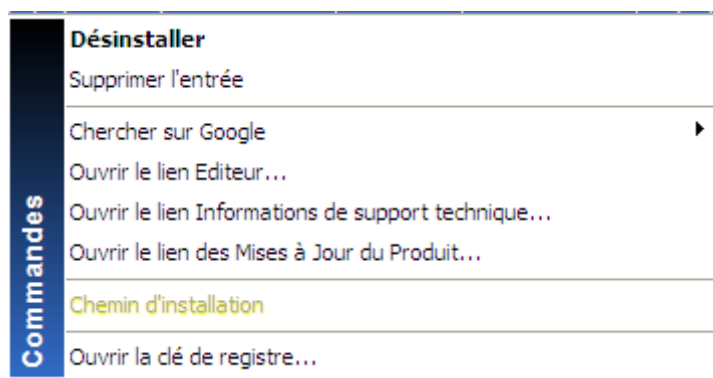 Désinstaller
Supprimer l'entrée
Chercher sur Google
Ouvrir le lien Editeur...
Ouvrir le lien Informations de support technique...
Ouvrir le lien des Mises à Jour du Produit...
Chemin d'installation
Ouvrir la clé de registre...
Commandes